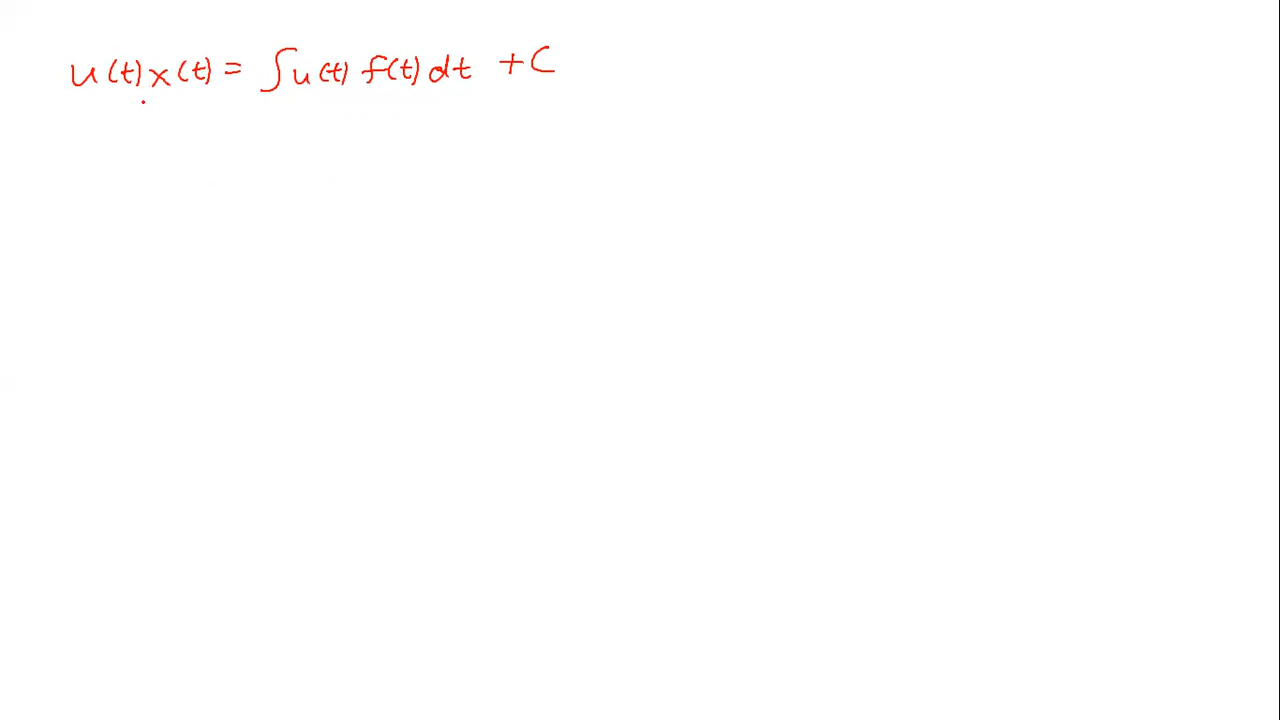 u(t)x(t) = ∫u(t) f(t) dt + C